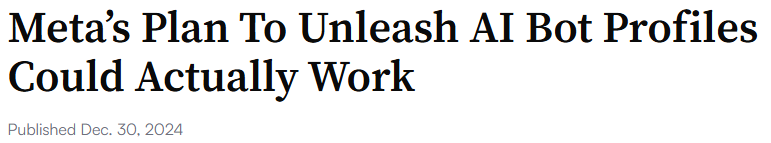 Meta’s Plan To Unleash AI Bot Profiles
Could Actually Work
Published Dec. 30, 2024